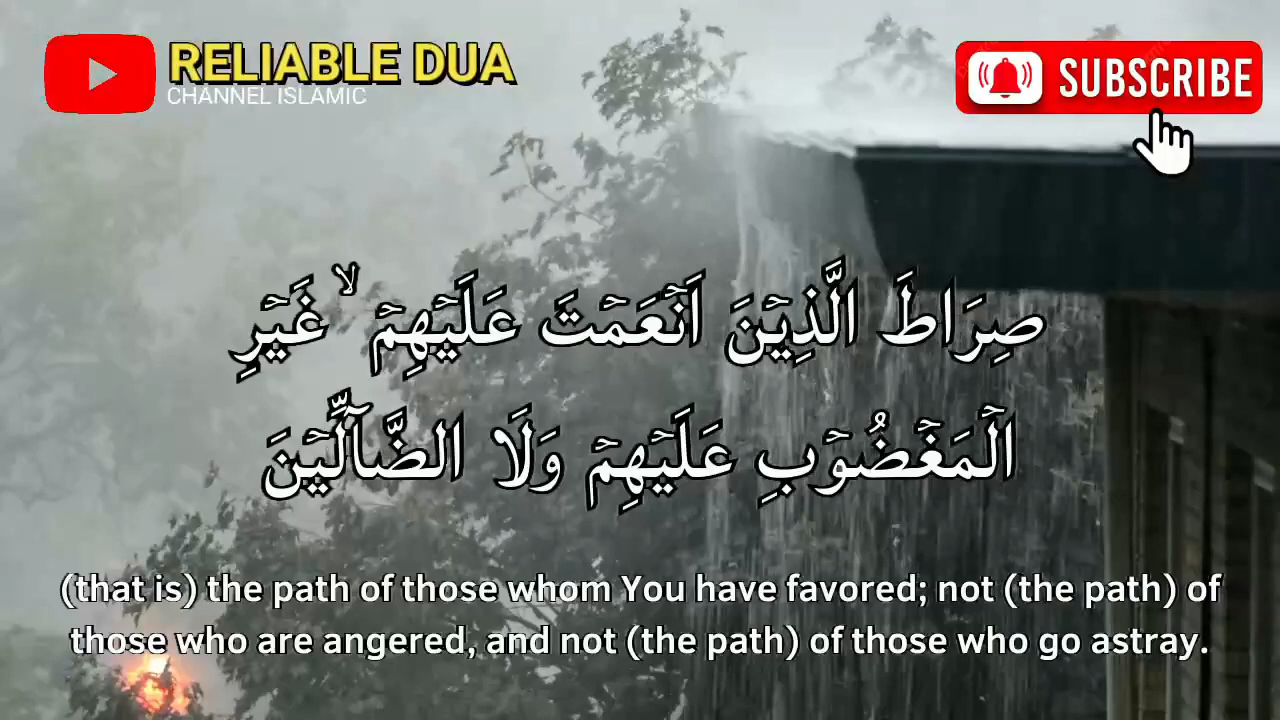 RELIABLE DUA
CHANNEL ISLAMIC
SUBSCRIBE
صِرَاطَ الَّذِيْنَ اَنْعَمْتَ عَلَيْهِمْ ۙ غَيْرِ
الْمَغْضُوْبِ عَلَيْهِمْ وَلَا الضَّاۤلِّيْنَ
(that is) the path of those whom You have favored; not (the path) of
those who are angered, and not (the path) of those who go astray.